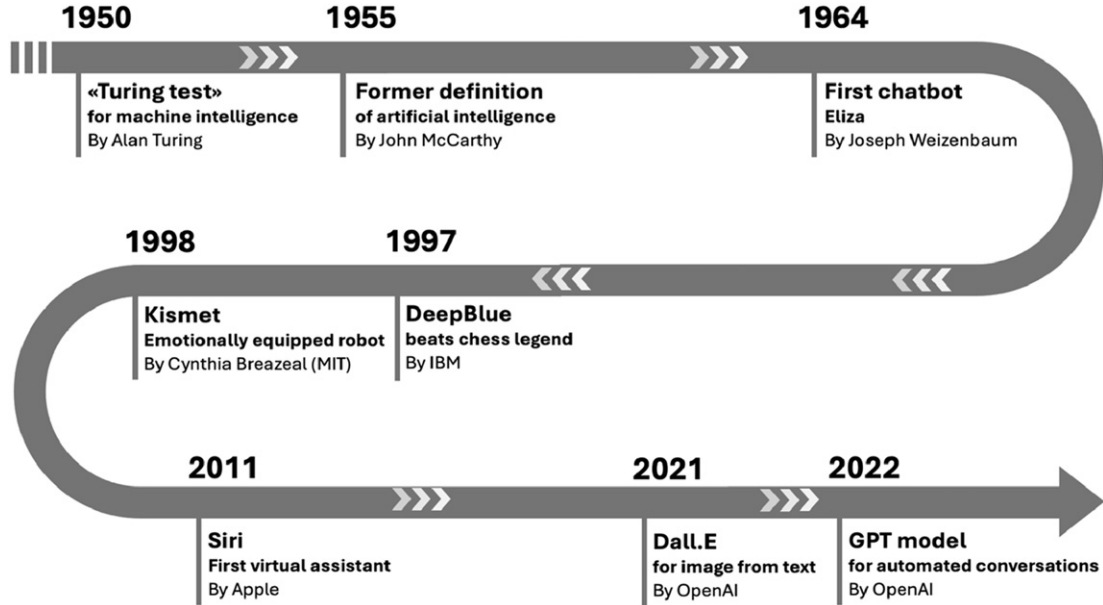 1950
«Turing test»
for machine intelligence
By Alan Turing
1955
Former definition
of artificial intelligence
By John McCarthy
1964
First chatbot
Eliza
By Joseph Weizenbaum
1998
Kismet
Emotionally equipped robot
By Cynthia Breazeal (MIT)
1997
DeepBlue
beats chess legend
By IBM
2011
Siri
First virtual assistant
By Apple
2021
Dall.E
for image from text
By OpenAI
2022
GPT model
for automated conversations
By OpenAI